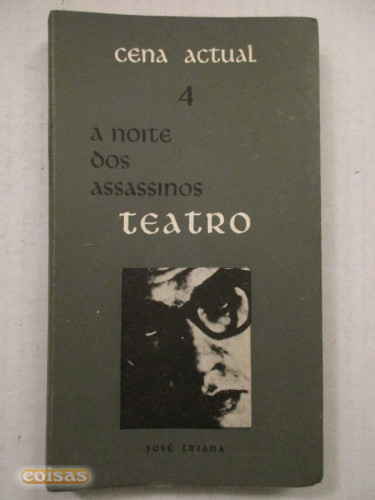 cena actual
4
a noite
dos
assassinos
teatro
josé triana
coisas